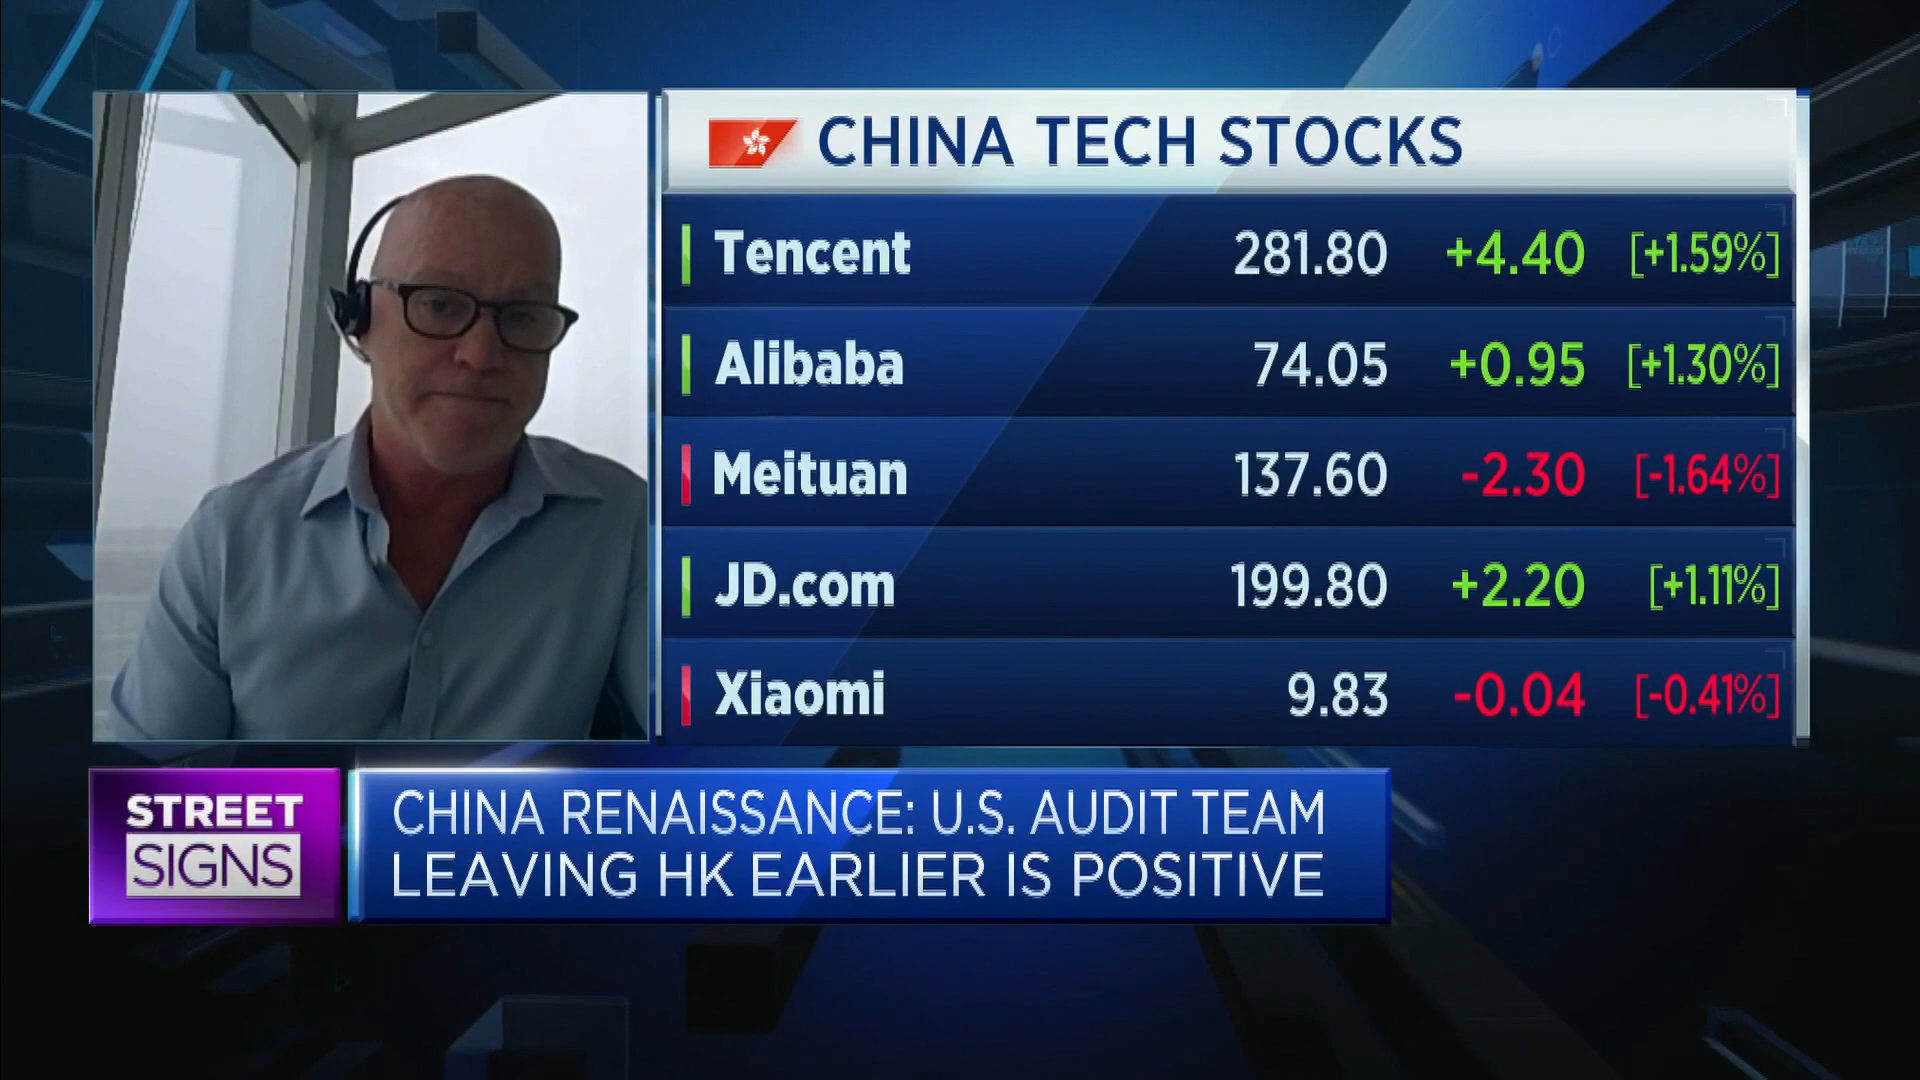 CHINA TECH STOCKS
Tencent 281.80 +4.40 [+1.59%]
Alibaba 74.05 +0.95 [+1.30%]
Meituan 137.60 -2.30 [-1.64%]
JD.com 199.80 +2.20 [+1.11%]
Xiaomi 9.83 -0.04 [-0.41%]
STREET
SIGNS
CHINA RENAISSANCE: U.S. AUDIT TEAM
LEAVING HK EARLIER IS POSITIVE